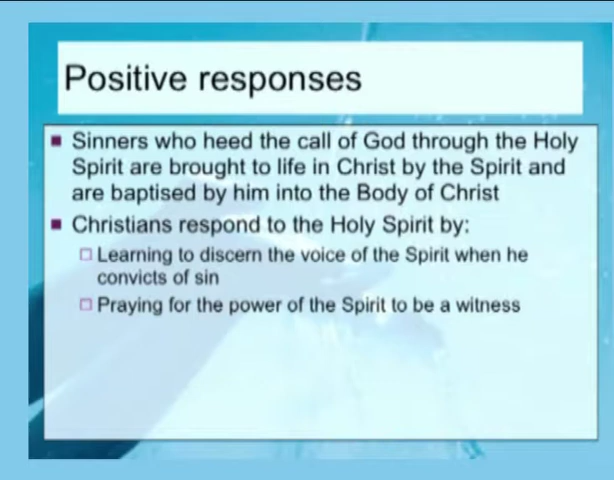 Positive responses
Sinners who heed the call of God through the Holy
Spirit are brought to life in Christ by the Spirit and
are baptised by him into the Body of Christ
Christians respond to the Holy Spirit by:
Learning to discern the voice of the Spirit when he
convicts of sin
Praying for the power of the Spirit to be a witness